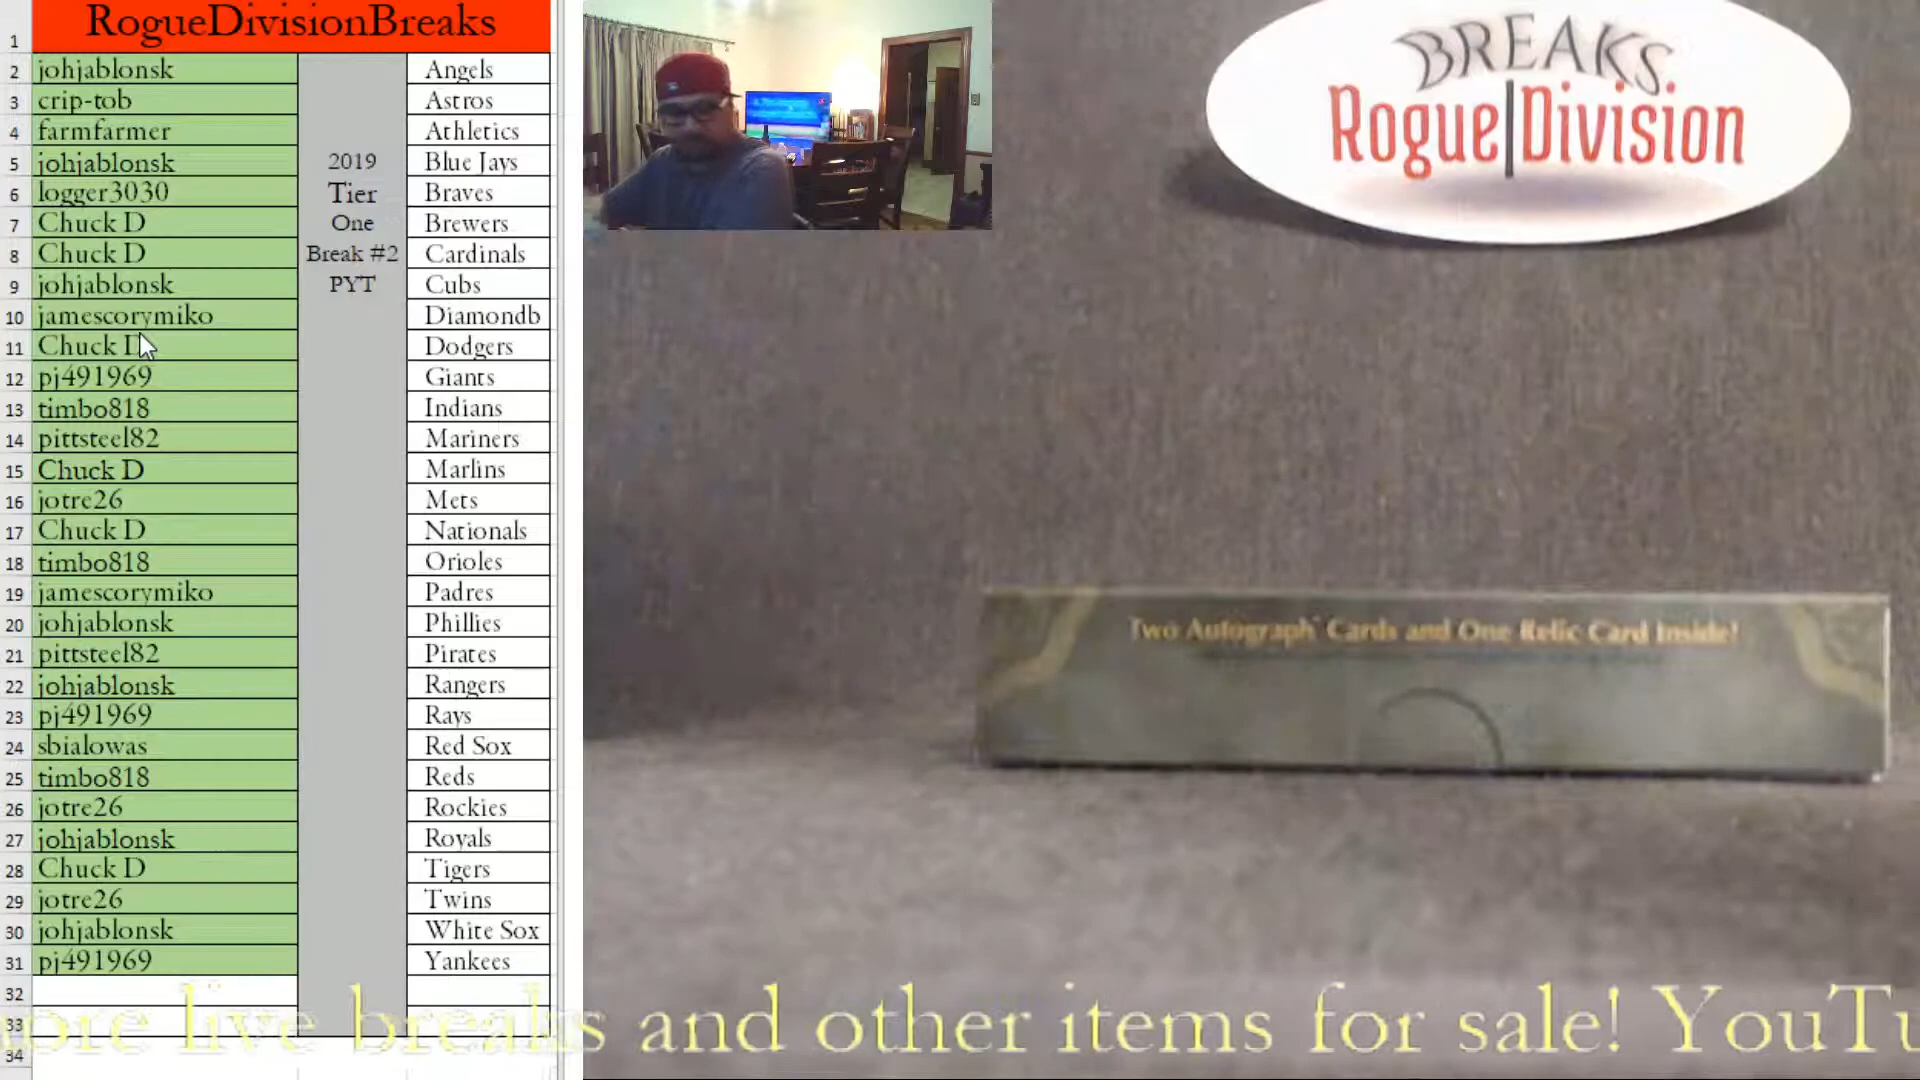 RogueDivisionBreaks
1
2 johjablonsk Angels
3 crip-tob Astros
4 farmfarmer Athletics
5 johjablonsk 2019 Blue Jays
6 logger3030 Tier Braves
7 Chuck D One Brewers
8 Chuck D Break #2 Cardinals
9 johjablonsk PYT Cubs
10 jamescorymiko Diamondb
11 Chuck D Dodgers
12 pj491969 Giants
13 timbo818 Indians
14 pittsteel82 Mariners
15 Chuck D Marlins
16 jotre26 Mets
17 Chuck D Nationals
18 timbo818 Orioles
19 jamescorymiko Padres
20 johjablonsk Phillies
21 pittsteel82 Pirates
22 johjablonsk Rangers
23 pj491969 Rays
24 sbialowas Red Sox
25 timbo818 Reds
26 jotre26 Rockies
27 johjablonsk Royals
28 Chuck D Tigers
29 jotre26 Twins
30 johjablonsk White Sox
31 pj491969 Yankees
32
33
34
BREAKS
Rogue|Division
Two Autograph Cards and One Relic Card Inside!
ore live breaks and other items for sale! YouTu